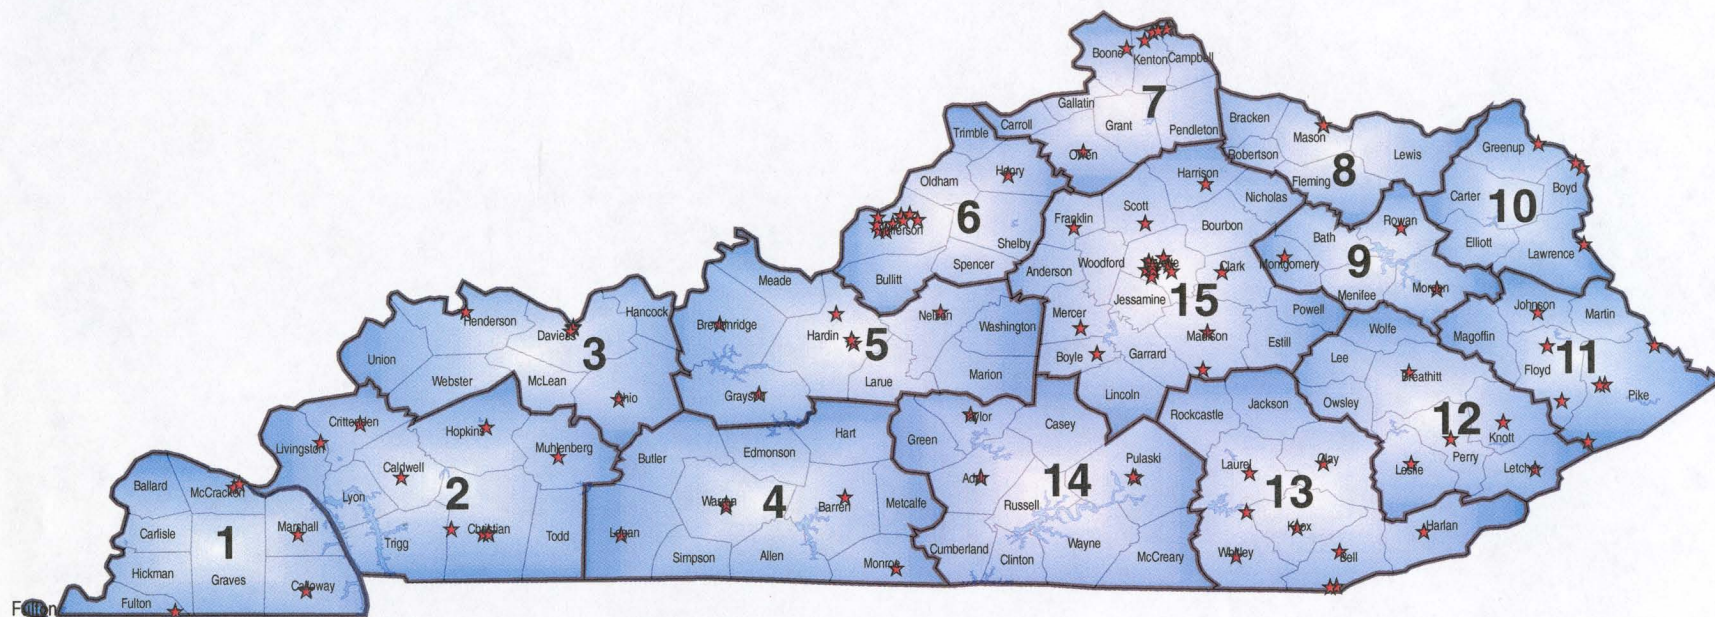 Boone
Kenton
Campbell
7
Gallatin
Grant
Pendleton
Carroll
Owen
Trimble
Henry
Oldham
6
Jefferson
Shelby
Spencer
Bullitt
Bracken
Mason
Lewis
Robertson
Fleming
8
Greenup
Carter
Boyd
10
Elliott
Lawrence
Rowan
Bath
Montgomery
9
Menifee
Morgan
Harrison
Nicholas
Scott
Franklin
Bourbon
Woodford
Fayette
Clark
Anderson
Jessamine
15
Powell
Mercer
Madison
Estill
Boyle
Garrard
Lincoln
Johnson
Martin
Magoffin
Floyd
11
Pike
Wolfe
Lee
Breathitt
Owsley
12
Knott
Perry
Leslie
Letcher
Meade
Breckinridge
Hardin
Nelson
Washington
5
Larue
Marion
Grayson
Hancock
Henderson
Daviess
3
Union
Webster
McLean
Ohio
Crittenden
Livingston
Hopkins
Muhlenberg
Caldwell
Lyon
2
Christian
Todd
Trigg
Ballard
McCracken
Carlisle
Marshall
1
Hickman
Graves
Calloway
Fulton
Fulton
Butler
Edmonson
Hart
Warren
4
Barren
Metcalfe
Logan
Simpson
Allen
Monroe
Green
Taylor
Casey
Adair
14
Pulaski
Russell
Cumberland
Wayne
Clinton
McCreary
Rockcastle
Jackson
Laurel
Clay
13
Knox
Whitley
Bell
Harlan